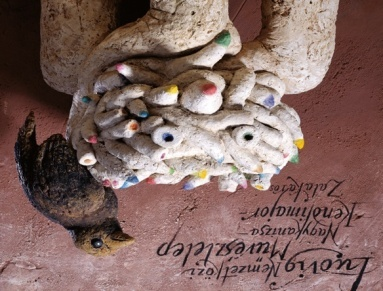 Ludvig Nemzetközi
Művésztelep
Nagykanizsa,
Kendlimajor
Zalakaros